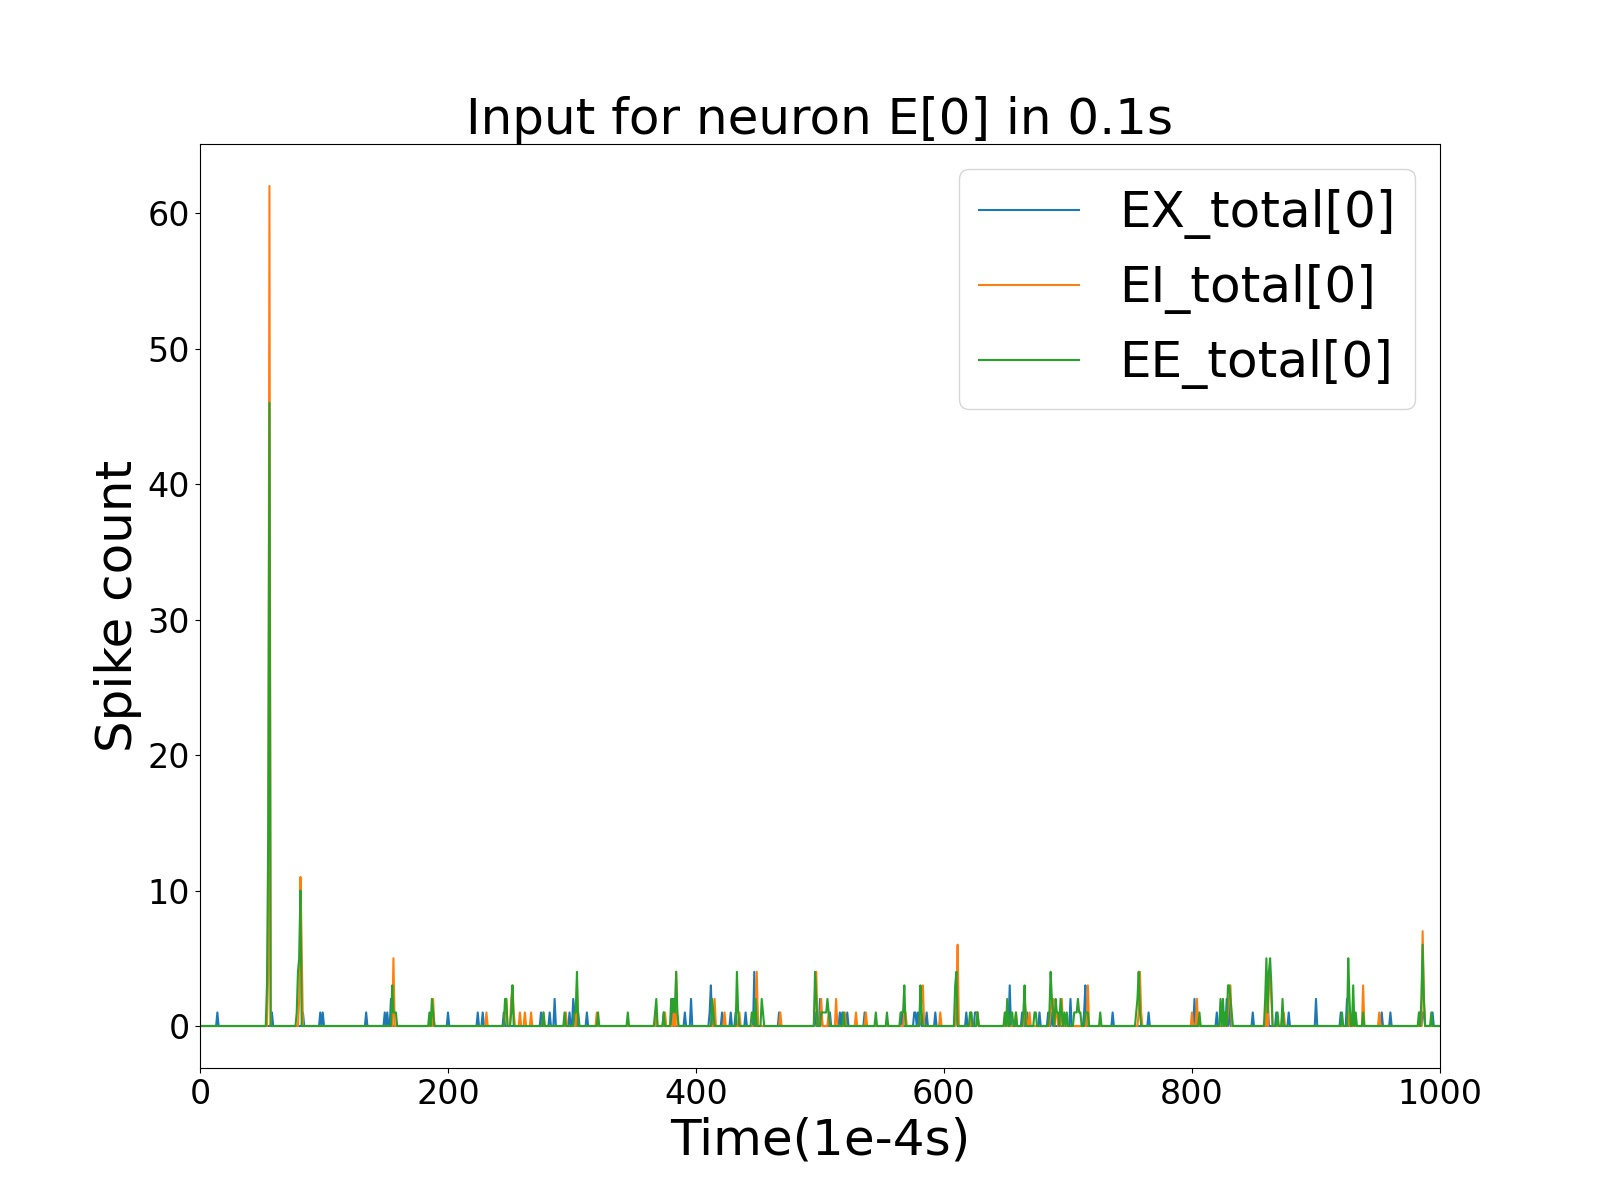 Input for neuron E[0] in 0.1s
EX_total[0]
EI_total[0]
EE_total[0]
Spike count
60
50
40
30
20
10
0
0 200 400 600 800 1000
Time(1e-4s)